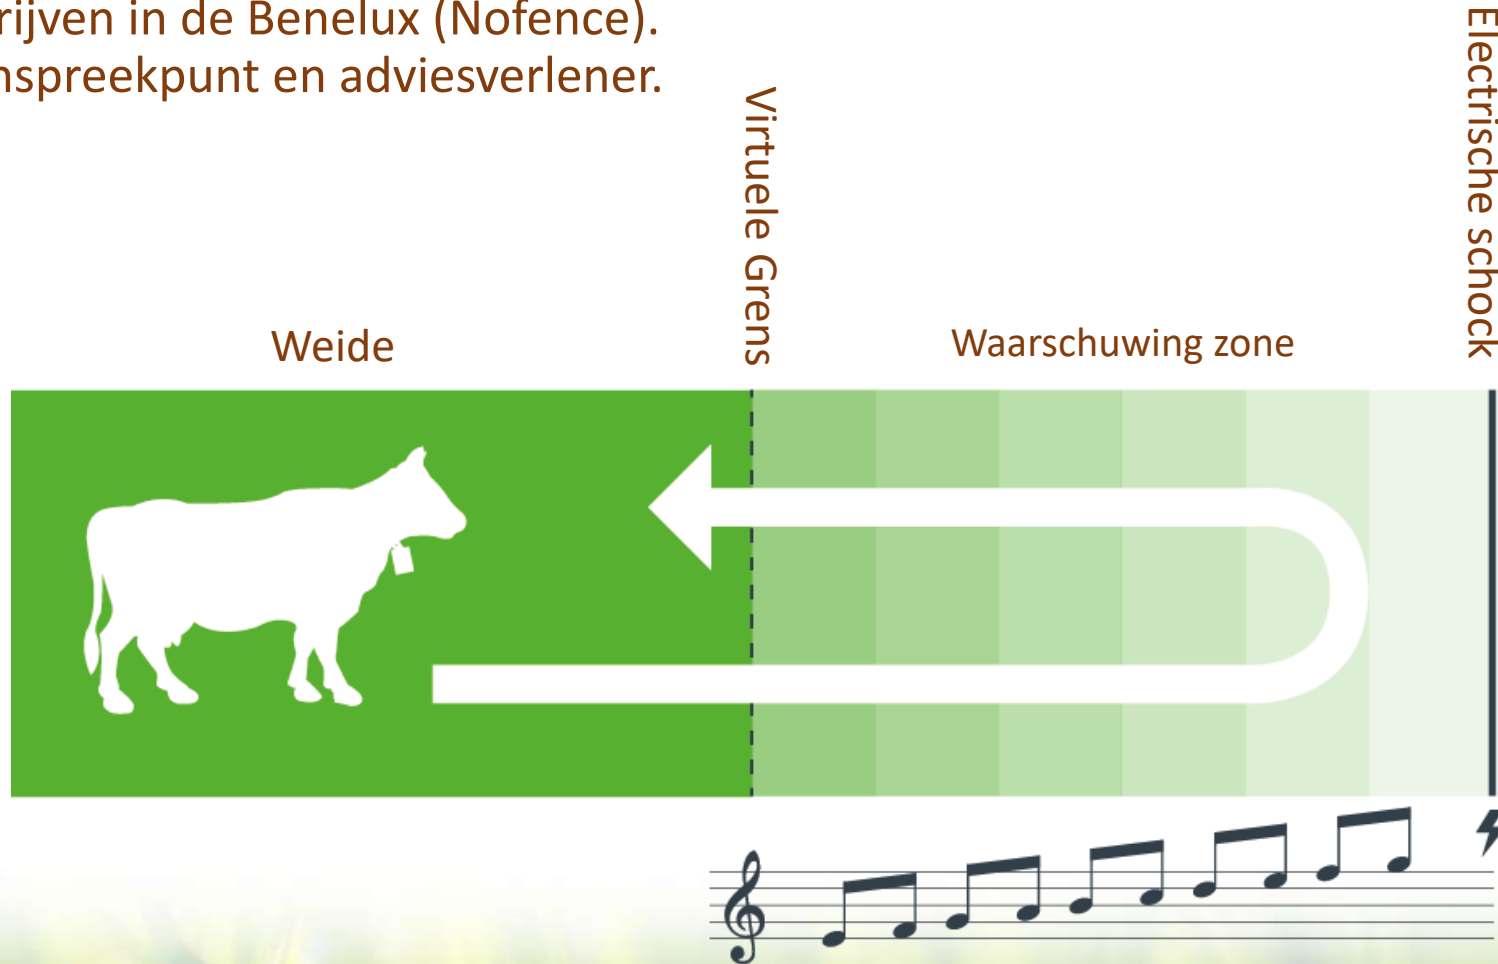 rijven in de Benelux (Nofence).
nspreekpunt en adviesverlener.
Virtuele Grens
Electrische schock
Weide
Waarschuwing zone